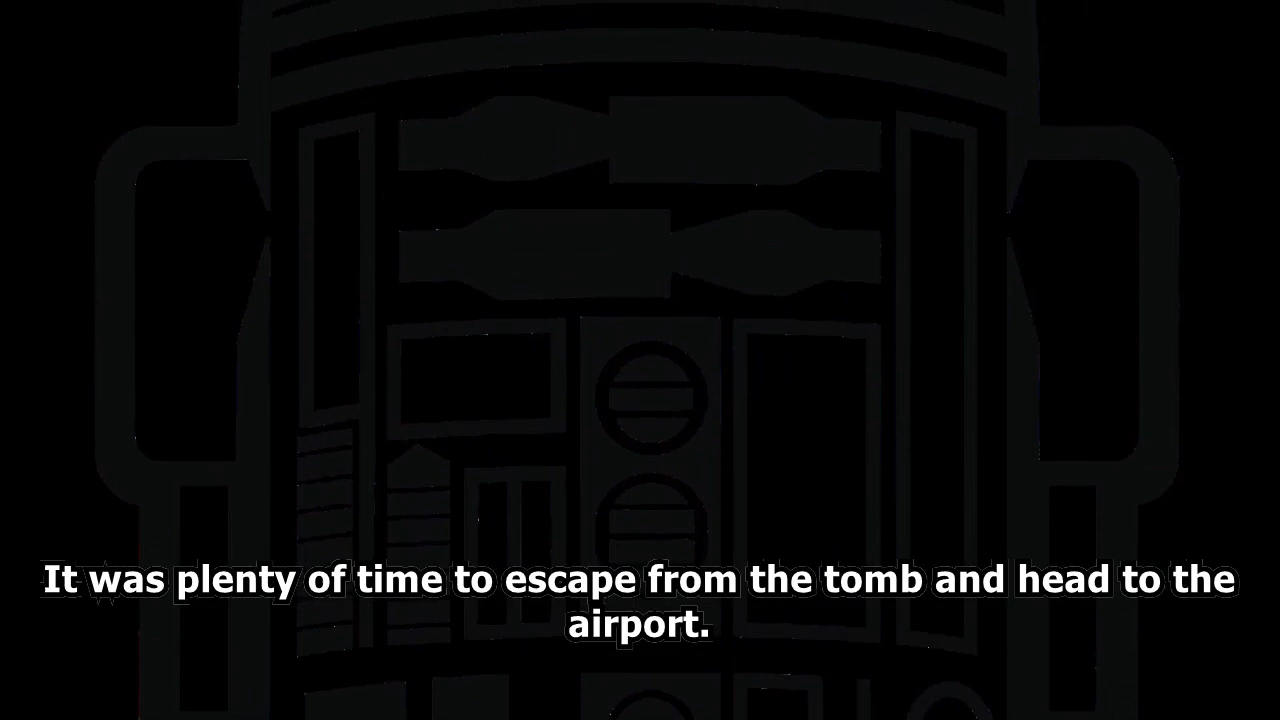 It was plenty of time to escape from the tomb and head to the
airport.